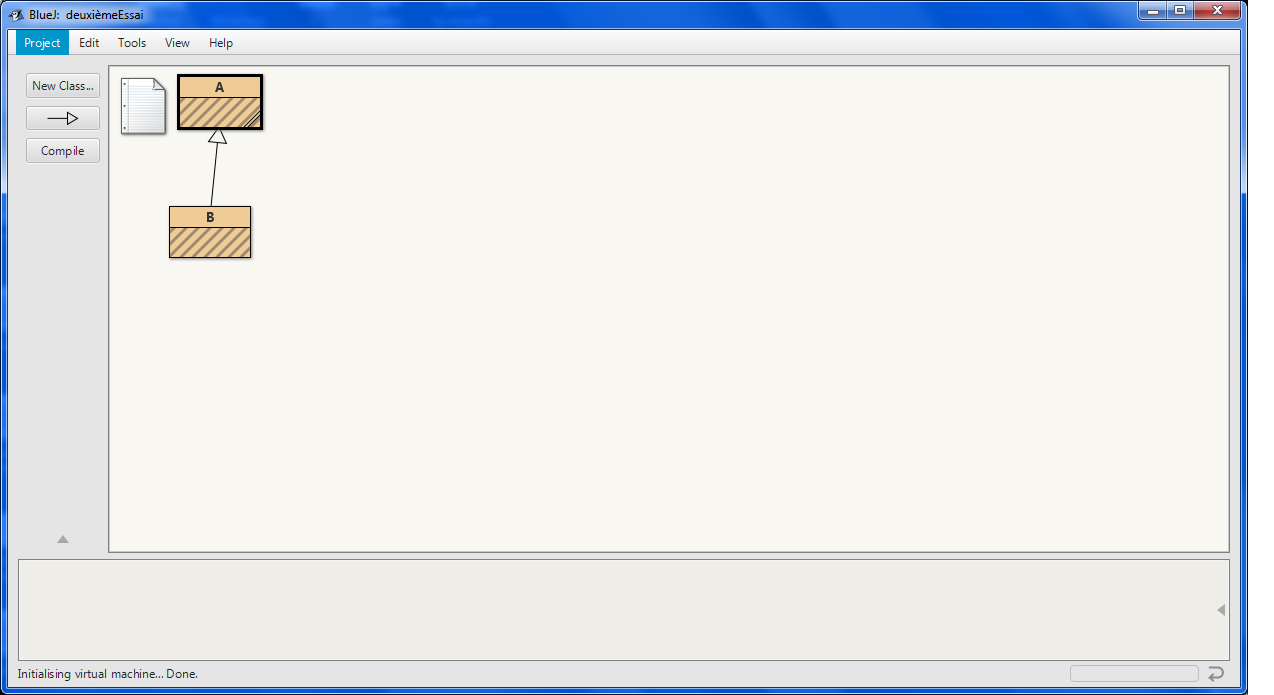 BlueJ: deuxièmeEssai
Project Edit Tools View Help
New Class...
Compile
A
B
Initialising virtual machine... Done.